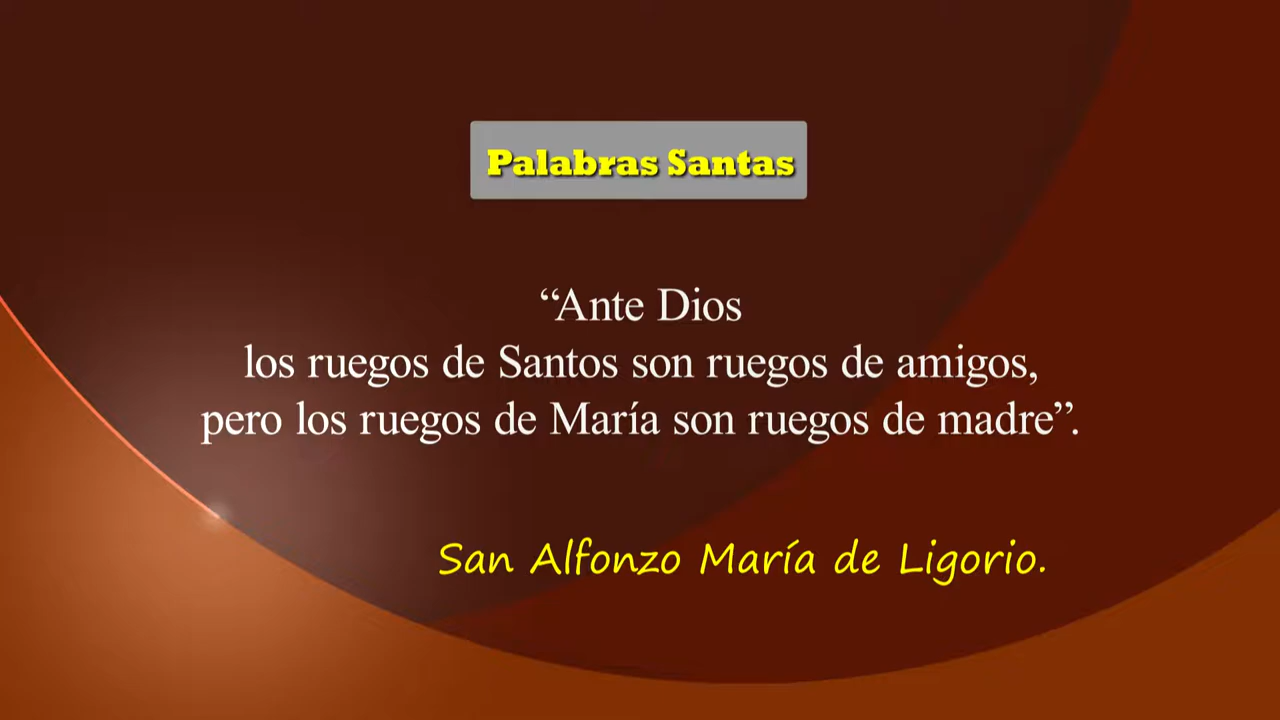 Palabras Santas
“Ante Dios
los ruegos de Santos son ruegos de amigos,
pero los ruegos de María son ruegos de madre”.
San Alfonzo María de Ligorio.